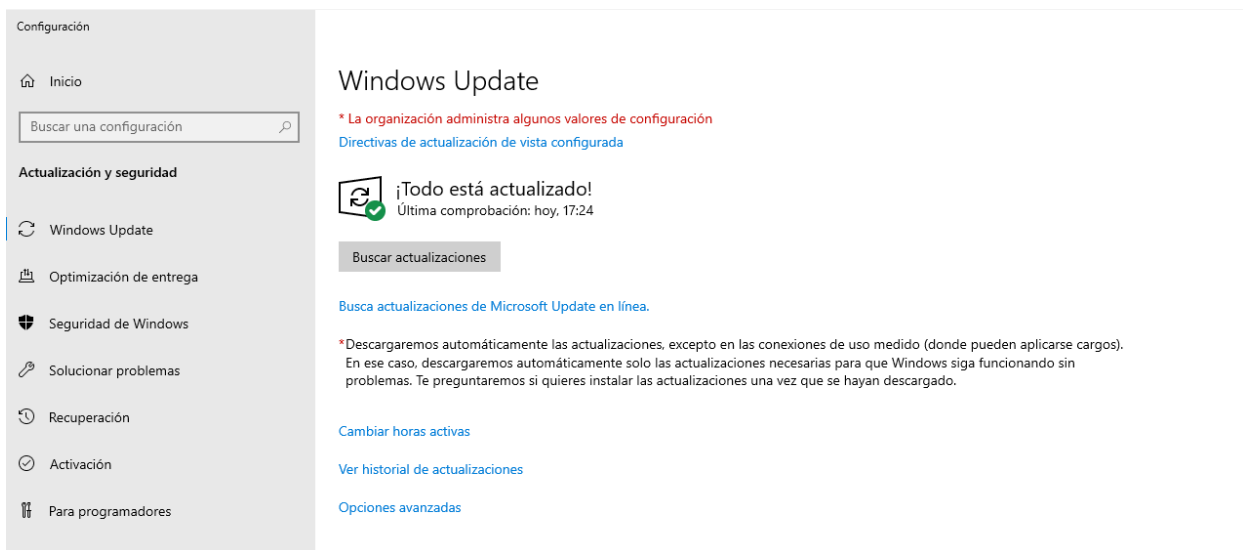 Configuración
Inicio
Buscar una configuración
Actualización y seguridad
Windows Update
Optimización de entrega
Seguridad de Windows
Solucionar problemas
Recuperación
Activación
Para programadores
Windows Update
* La organización administra algunos valores de configuración
Directivas de actualización de vista configurada
¡Todo está actualizado!
Última comprobación: hoy, 17:24
Buscar actualizaciones
Busca actualizaciones de Microsoft Update en línea.
*Descargaremos automáticamente las actualizaciones, excepto en las conexiones de uso medido (donde pueden aplicarse cargos).
En ese caso, descargaremos automáticamente solo las actualizaciones necesarias para que Windows siga funcionando sin
problemas. Te preguntaremos si quieres instalar las actualizaciones una vez que se hayan descargado.
Cambiar horas activas
Ver historial de actualizaciones
Opciones avanzadas